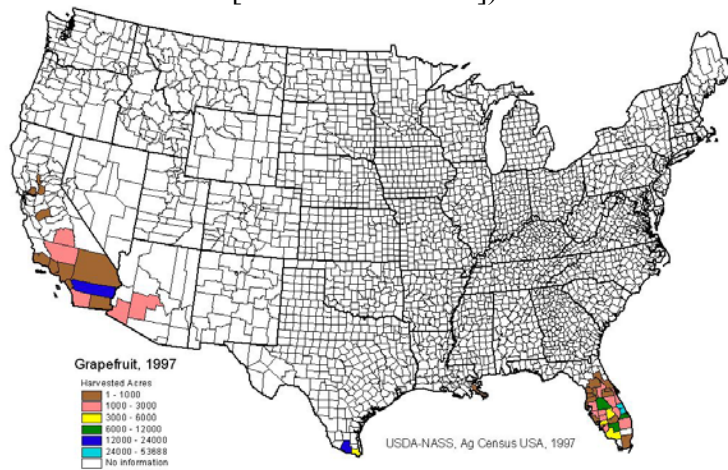 Grapefruit, 1997
Harvested Acres
1 - 1000
1000 - 3000
3000 - 6000
6000 - 12000
12000 - 24000
24000 - 53688
No information
USDA-NASS, Ag Census USA, 1997